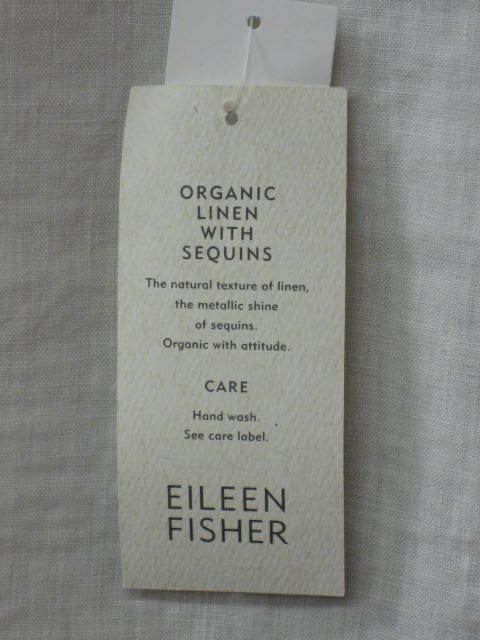 ORGANIC
LINEN
WITH
SEQUINS
The natural texture of linen,
the metallic shine
of sequins.
Organic with attitude.
CARE
Hand wash.
See care label.
EILEEN
FISHER